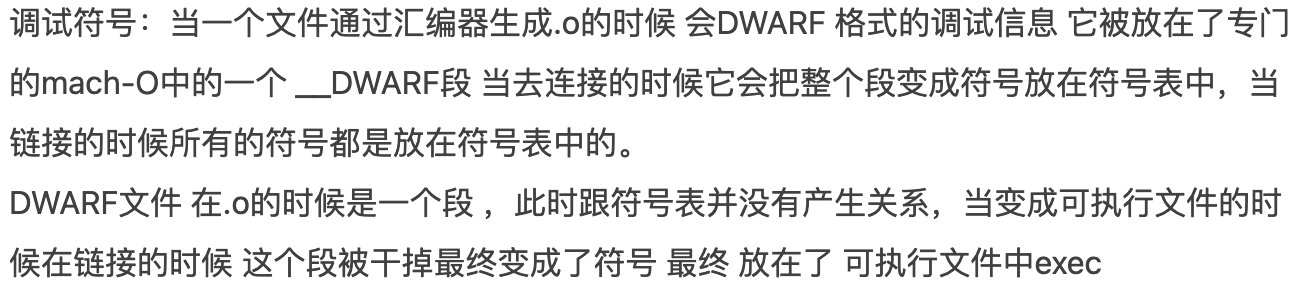 调试符号：当一个文件通过汇编器生成.o的时候 会DWARF 格式的调试信息 它被放在了专门
的mach-O中的一个 __DWARF段 当去连接的时候它会把整个段变成符号放在符号表中，当
链接的时候所有的符号都是放在符号表中的。
DWARF文件 在.o的时候是一个段 ，此时跟符号表并没有产生关系，当变成可执行文件的时
候在链接的时候 这个段被干掉最终变成了符号 最终 放在了 可执行文件中exec